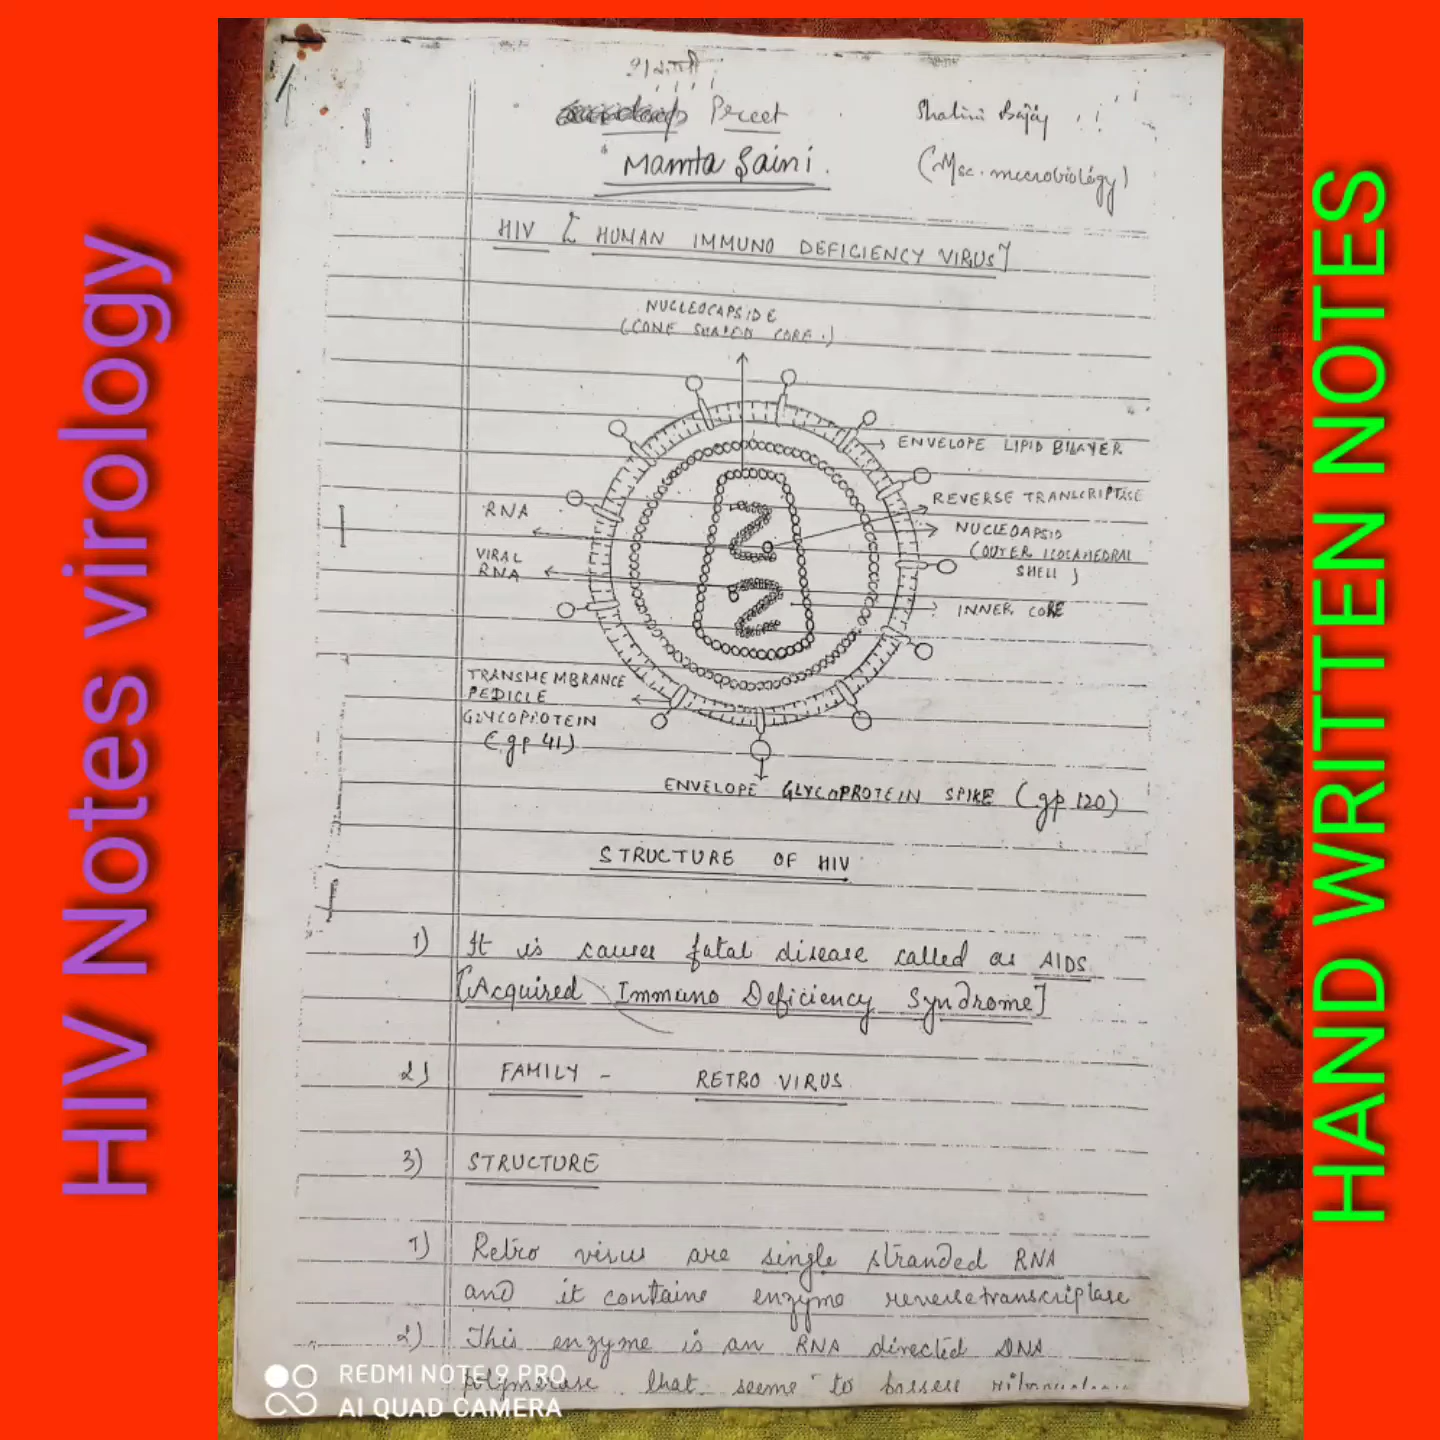 HIV Notes virology
HAND WRITTEN NOTES
Preet
Mamta Saini.
Shalini Bajaj
(Msc. microbiology)
HIV [ HUMAN IMMUNO DEFICIENCY VIRUS]
NUCLEOCAPSIDE
(CONE SHAPED CORE.)
ENVELOPE LIPID BILAYER
REVERSE TRANSCRIPTASE
RNA
NUCLEOAPSID
(OUTER ICOCAHEDRAL
SHELL)
VIRAL
RNA
INNER CORE
TRANSMEMBRANCE
PEDICLE
GLYCOPROTEIN
(gp 41)
ENVELOPE GLYCOPROTEIN SPIKE (gp 120)
STRUCTURE OF HIV
1) It is causes fatal disease called as AIDS
[Acquired Immuno Deficiency Syndrome]
2) FAMILY - RETRO VIRUS
3) STRUCTURE
1) Retro virus are single stranded RNA
and it contains enzyme reversetranscriptase
2) This enzyme is an RNA directed DNA
polymerase that seems to
REDMI NOTE 9 PRO
AI QUAD CAMERA